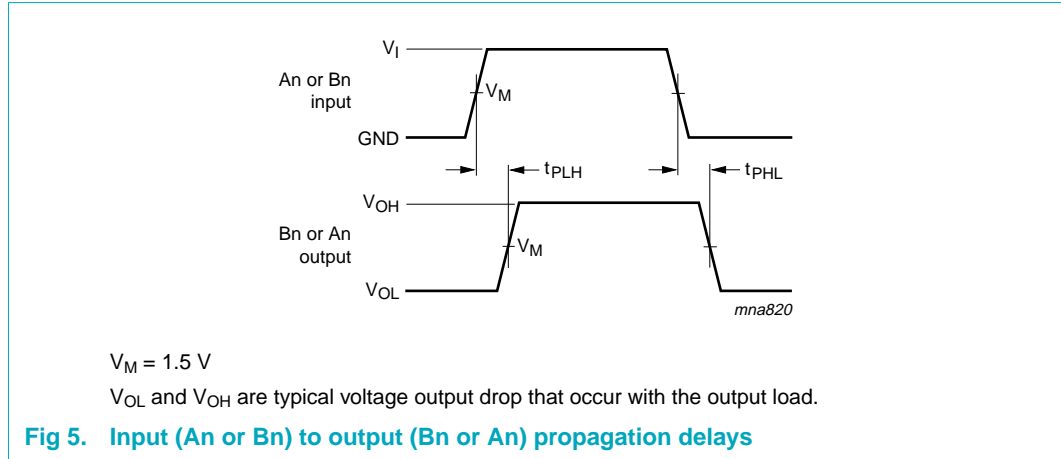 VI
An or Bn
input
VM
GND
tPLH
tPHL
VOH
Bn or An
output
VM
VOL
mna820
VM = 1.5 V
VOL and VOH are typical voltage output drop that occur with the output load.
Fig 5. Input (An or Bn) to output (Bn or An) propagation delays